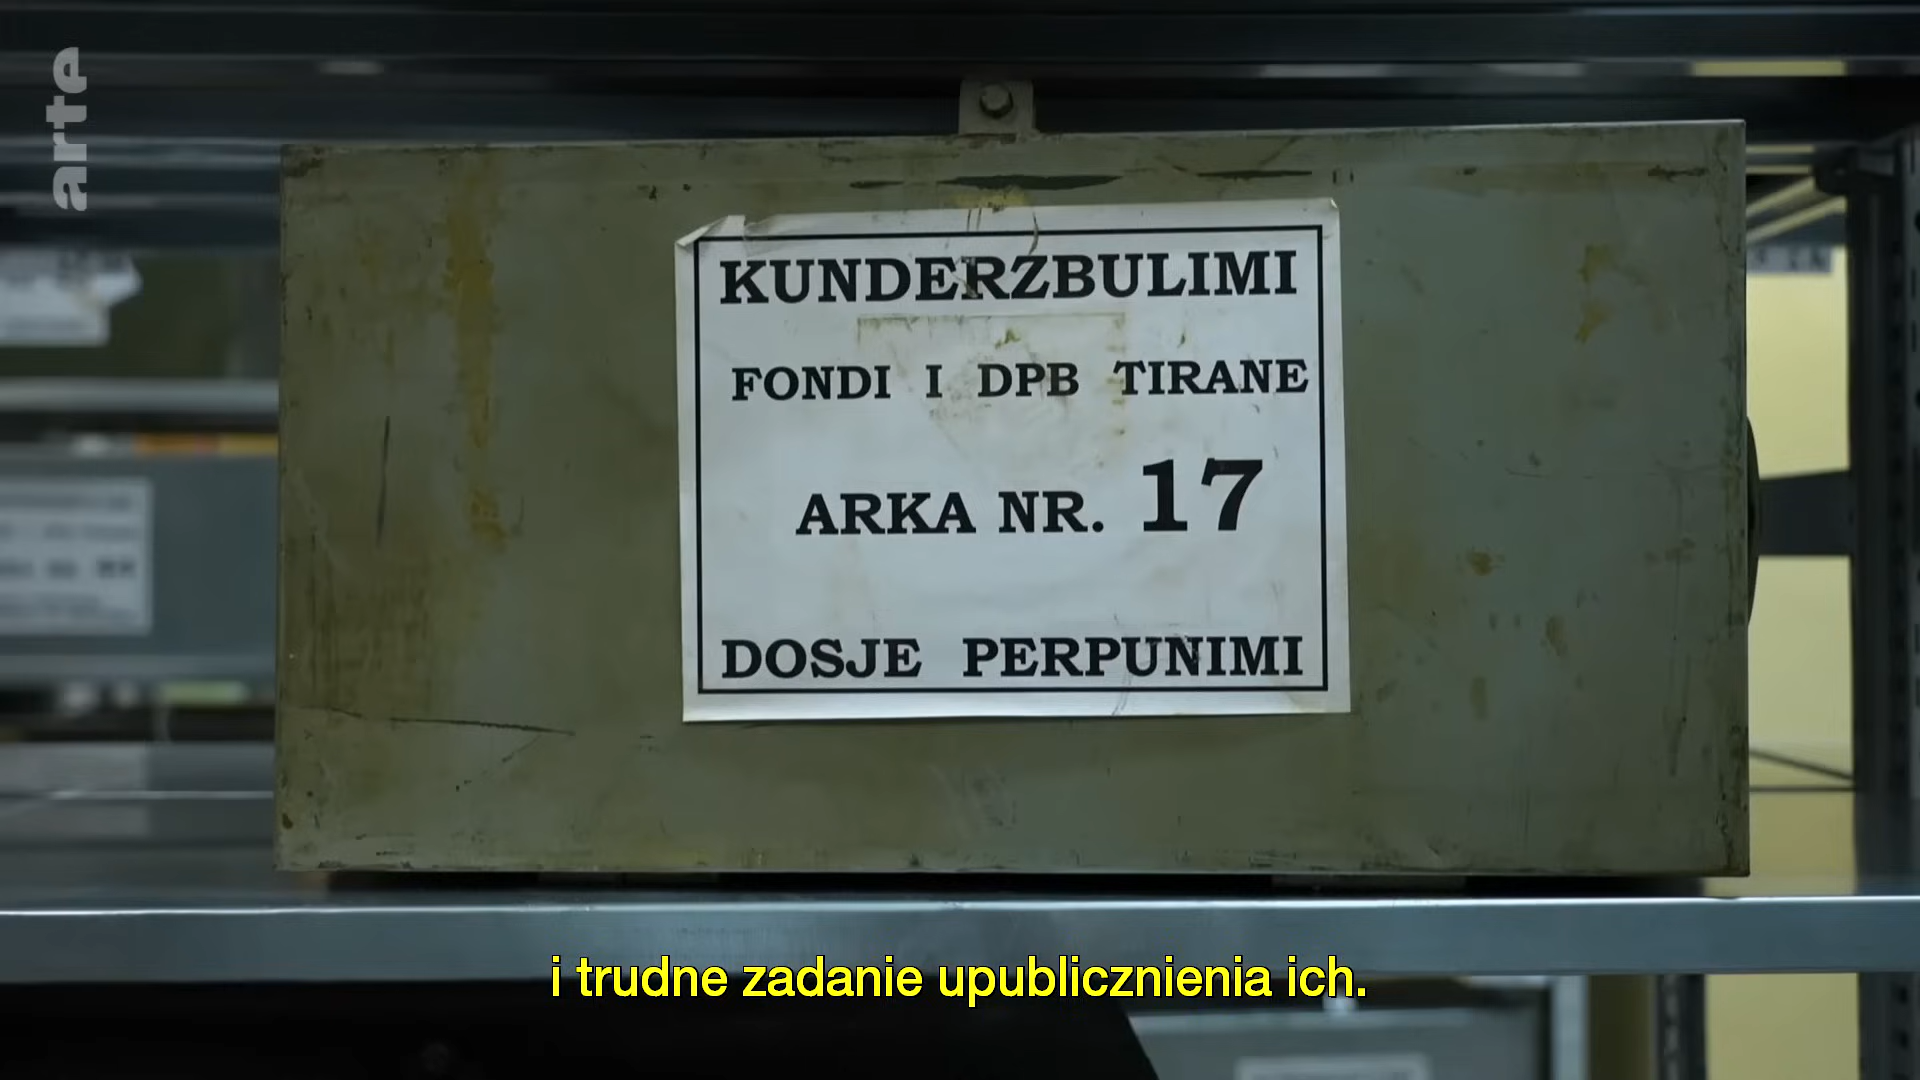 arte
KUNDERZBULIMI
FONDI I DPB TIRANE
ARKA NR. 17
DOSJE PERPUNIMI
i trudne zadanie upublicznienia ich.